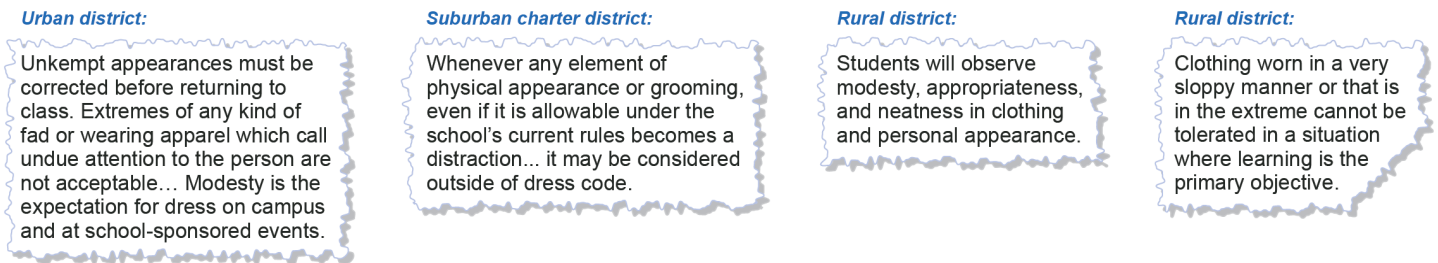 Urban district:
Unkempt appearances must be
corrected before returning to
class. Extremes of any kind of
fad or wearing apparel which call
undue attention to the person are
not acceptable… Modesty is the
expectation for dress on campus
and at school-sponsored events.
Suburban charter district:
Whenever any element of
physical appearance or grooming,
even if it is allowable under the
school’s current rules becomes a
distraction... it may be considered
outside of dress code.
Rural district:
Students will observe
modesty, appropriateness,
and neatness in clothing
and personal appearance.
Rural district:
Clothing worn in a very
sloppy manner or that is
in the extreme cannot be
tolerated in a situation
where learning is the
primary objective.